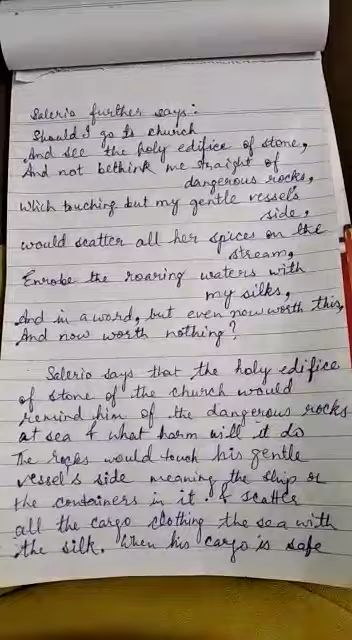 Salerio further says:
Should I go to church
And see the holy edifice of stone,
And not bethink me straight of
dangerous rocks,
Which touching but my gentle vessel's
side,
would scatter all her spices on the
stream,
Enrobe the roaring waters with
my silks,
And in a word, but even now worth this,
And now worth nothing?
Salerio says that the holy edifice
of stone of the church would
remind him of the dangerous rocks
at sea & what harm will it do
The rocks would touch his gentle
vessel's side meaning the ship or
the containers in it. & scatter
all the cargo clothing the sea with
the silk. When his cargo is safe